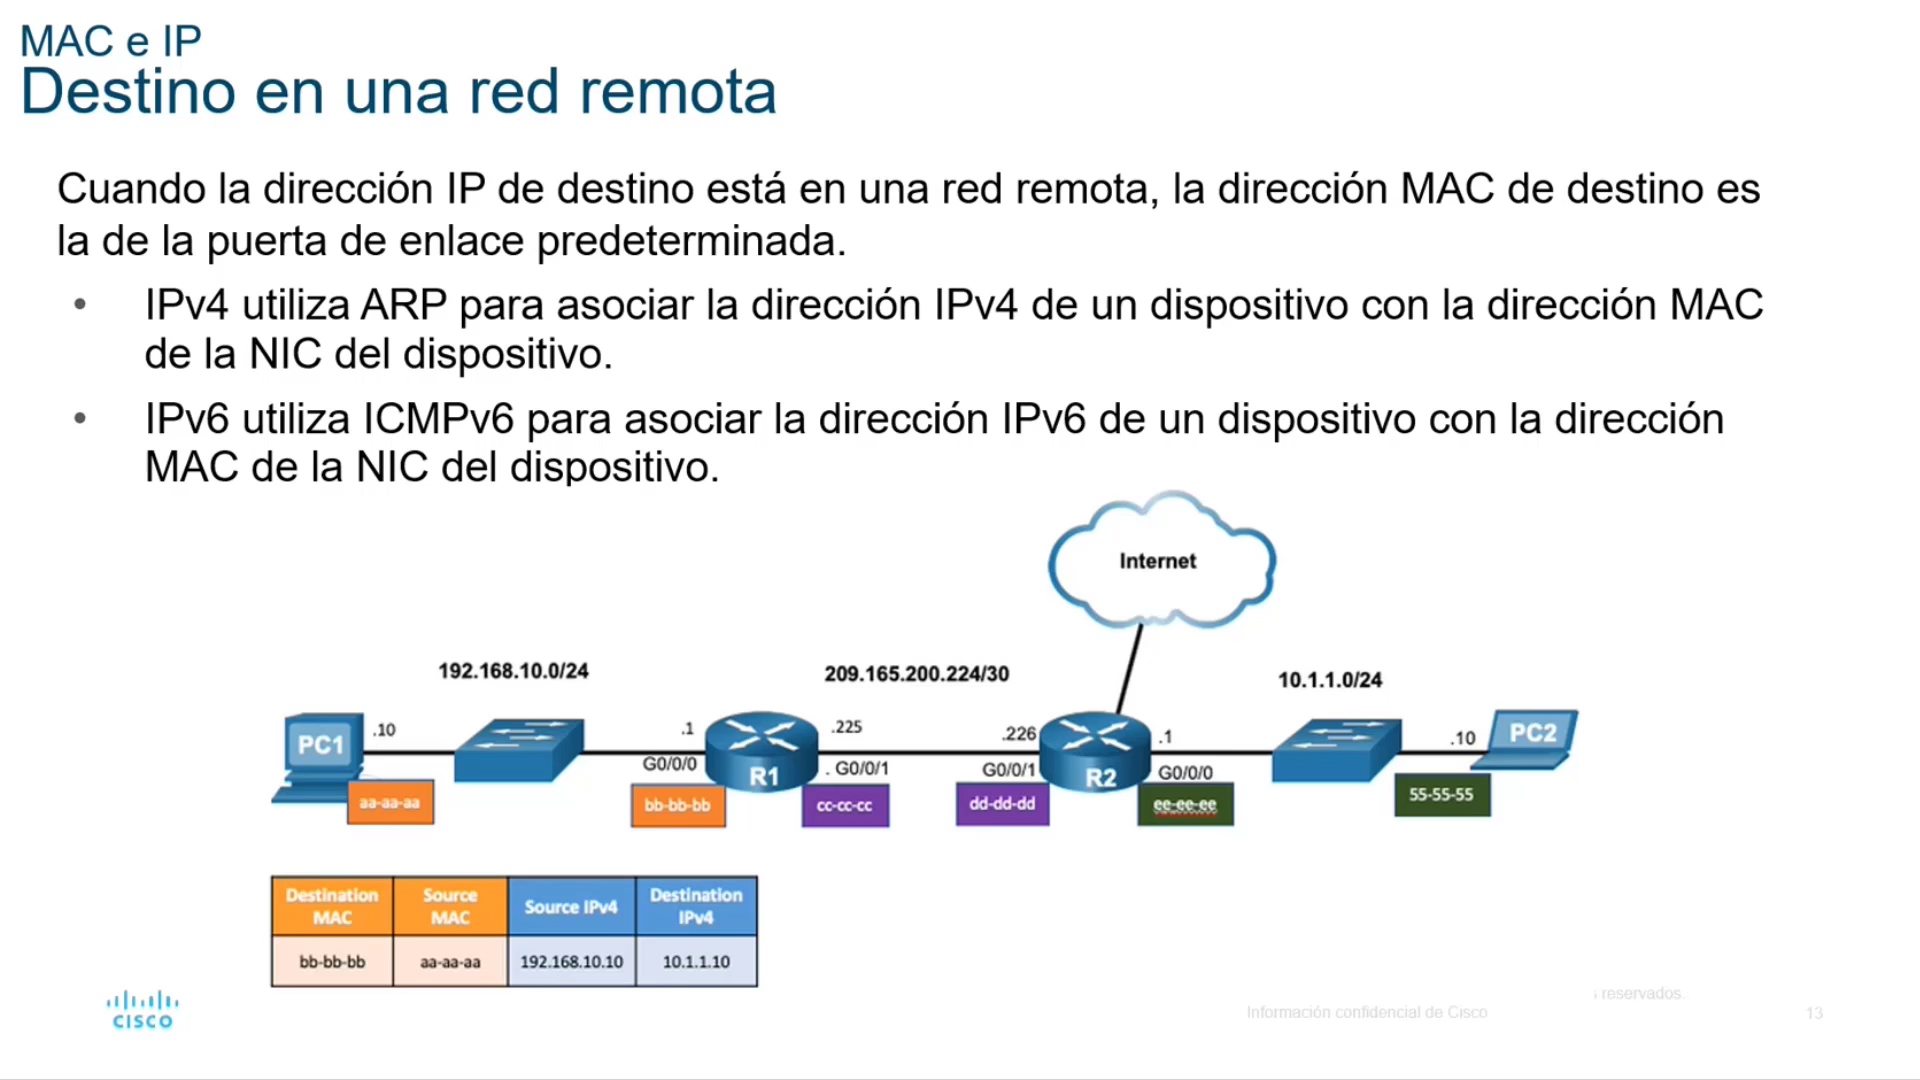 MAC e IP
Destino en una red remota
Cuando la dirección IP de destino está en una red remota, la dirección MAC de destino es
la de la puerta de enlace predeterminada.
• IPv4 utiliza ARP para asociar la dirección IPv4 de un dispositivo con la dirección MAC
de la NIC del dispositivo.
• IPv6 utiliza ICMPv6 para asociar la dirección IPv6 de un dispositivo con la dirección
MAC de la NIC del dispositivo.
Internet
192.168.10.0/24
209.165.200.224/30
10.1.1.0/24
PC1
.10
.1
G0/0/0
R1
.225
. G0/0/1
.226
G0/0/1
R2
.1
G0/0/0
.10
PC2
aa-aa-aa
bb-bb-bb
cc-cc-cc
dd-dd-dd
ee-ee-ee
55-55-55
Destination MAC
Source MAC
Source IPv4
Destination IPv4
bb-bb-bb
aa-aa-aa
192.168.10.10
10.1.1.10
CISCO
reservados.
Información confidencial de Cisco
13